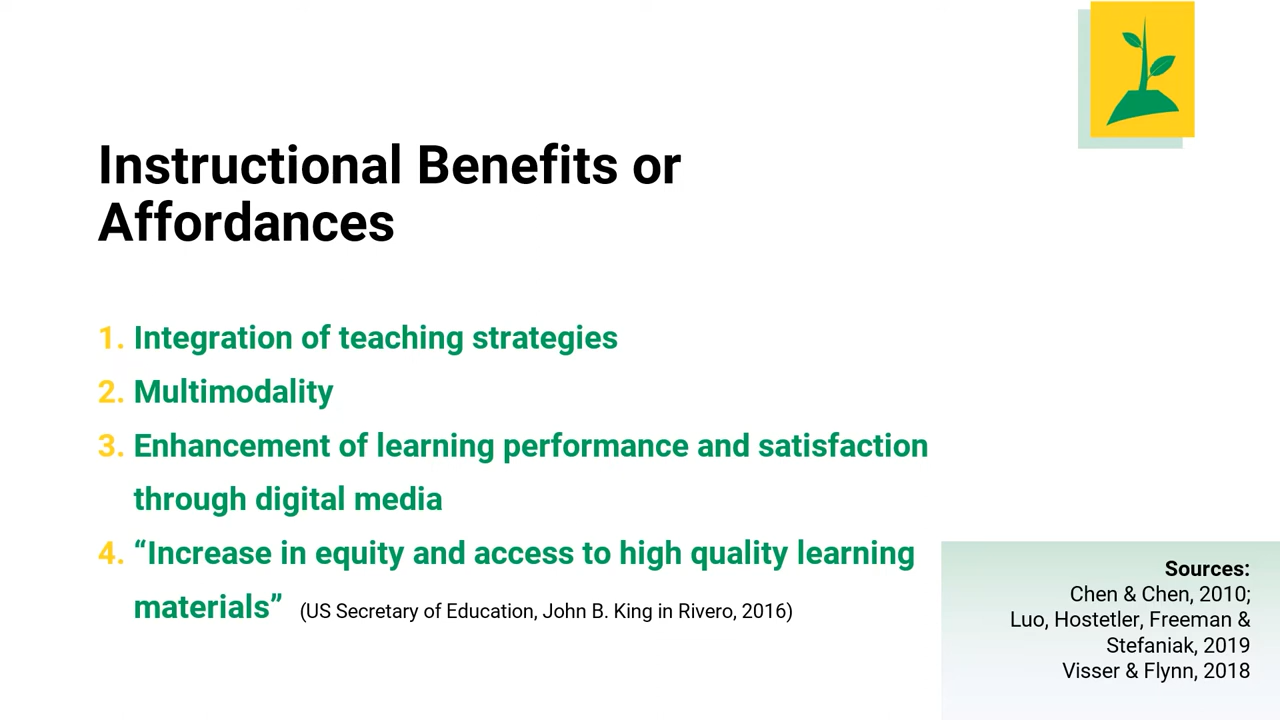 Instructional Benefits or
Affordances
1. Integration of teaching strategies
2. Multimodality
3. Enhancement of learning performance and satisfaction
through digital media
4. “Increase in equity and access to high quality learning
materials” (US Secretary of Education, John B. King in Rivero, 2016)
Sources:
Chen & Chen, 2010;
Luo, Hostetler, Freeman &
Stefaniak, 2019
Visser & Flynn, 2018